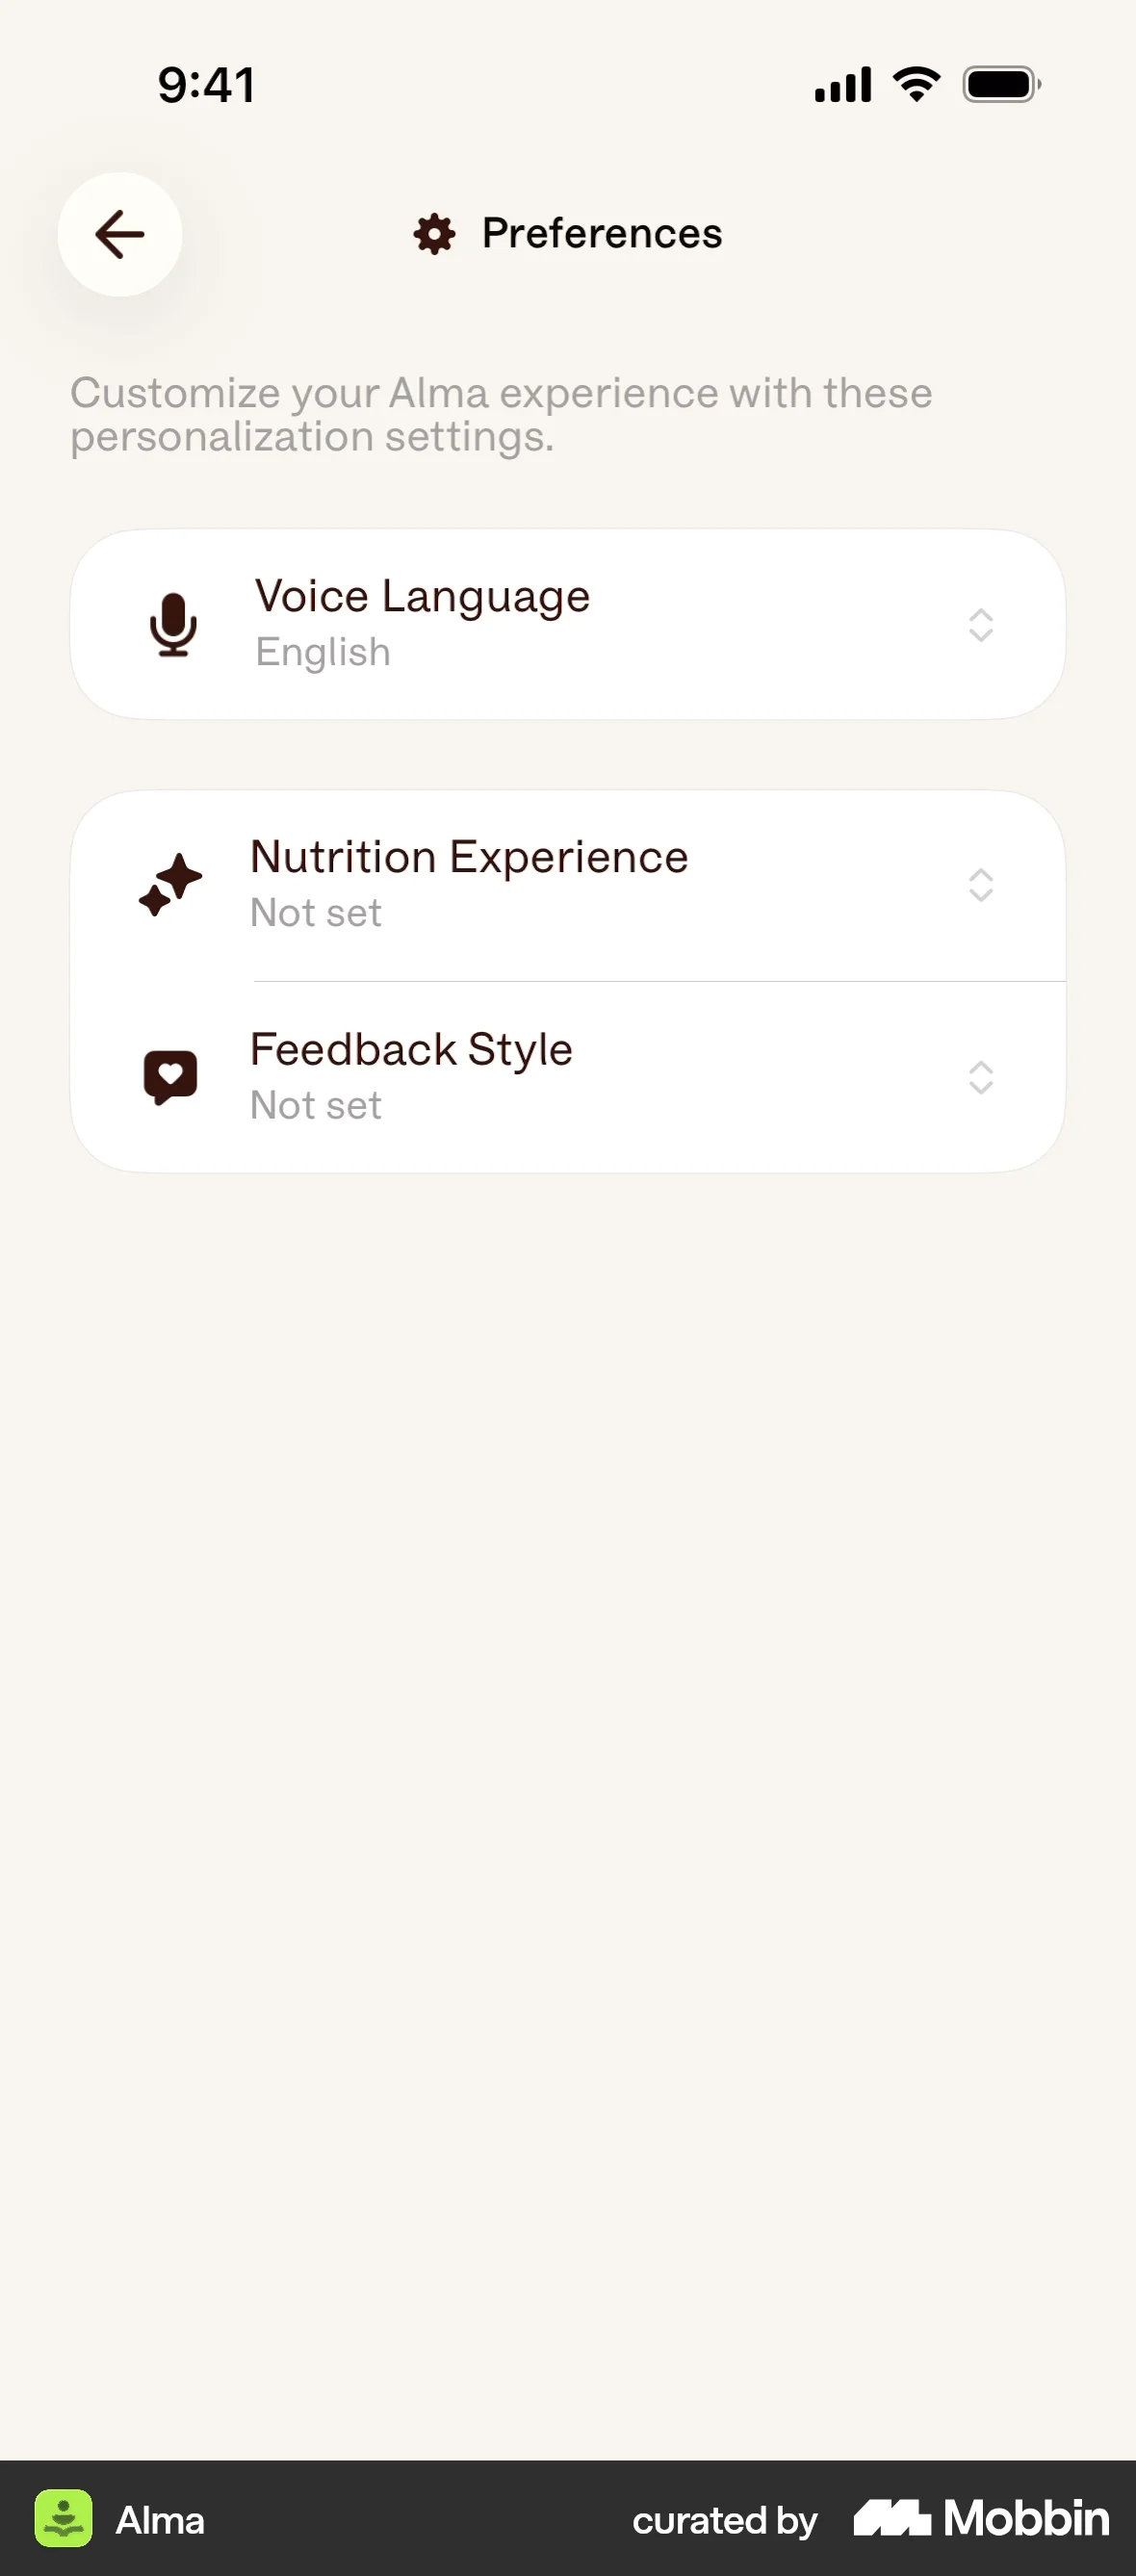 9:41
Preferences
Customize your Alma experience with these
personalization settings.
Voice Language
English
Nutrition Experience
Not set
Feedback Style
Not set
Alma
curated by Mobbin